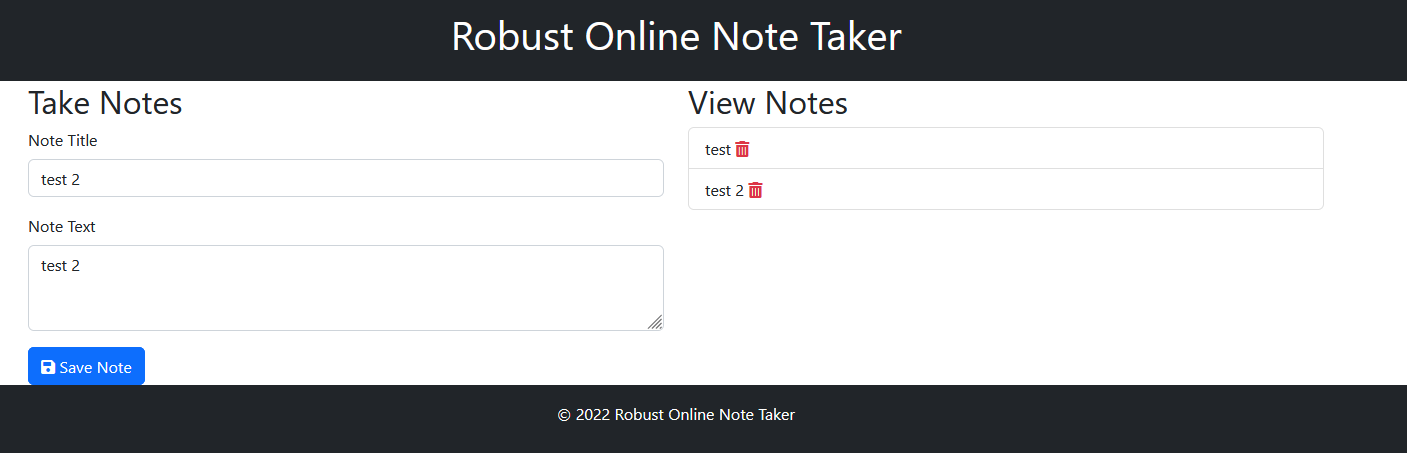 Robust Online Note Taker
Take Notes
Note Title
test 2
Note Text
test 2
Save Note
View Notes
test
test 2
© 2022 Robust Online Note Taker